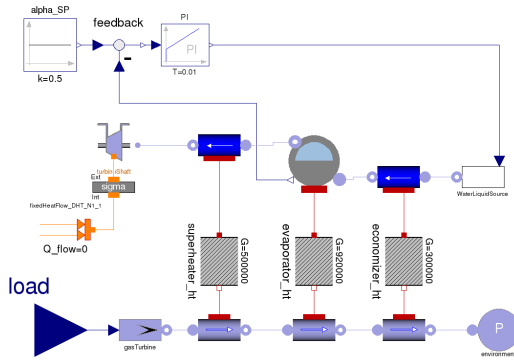 alpha_SP
feedback
PI
PI
k=0.5
T=0.01
turbineShaft
Ext
sigma
Int
fixedHeatFlow_DHT_N1_1
Q_flow=0
WaterLiquidSource
superheater_ht
G=500000
evaporator_ht
G=920000
economizer_ht
G=300000
load
gasTurbine
P
environment